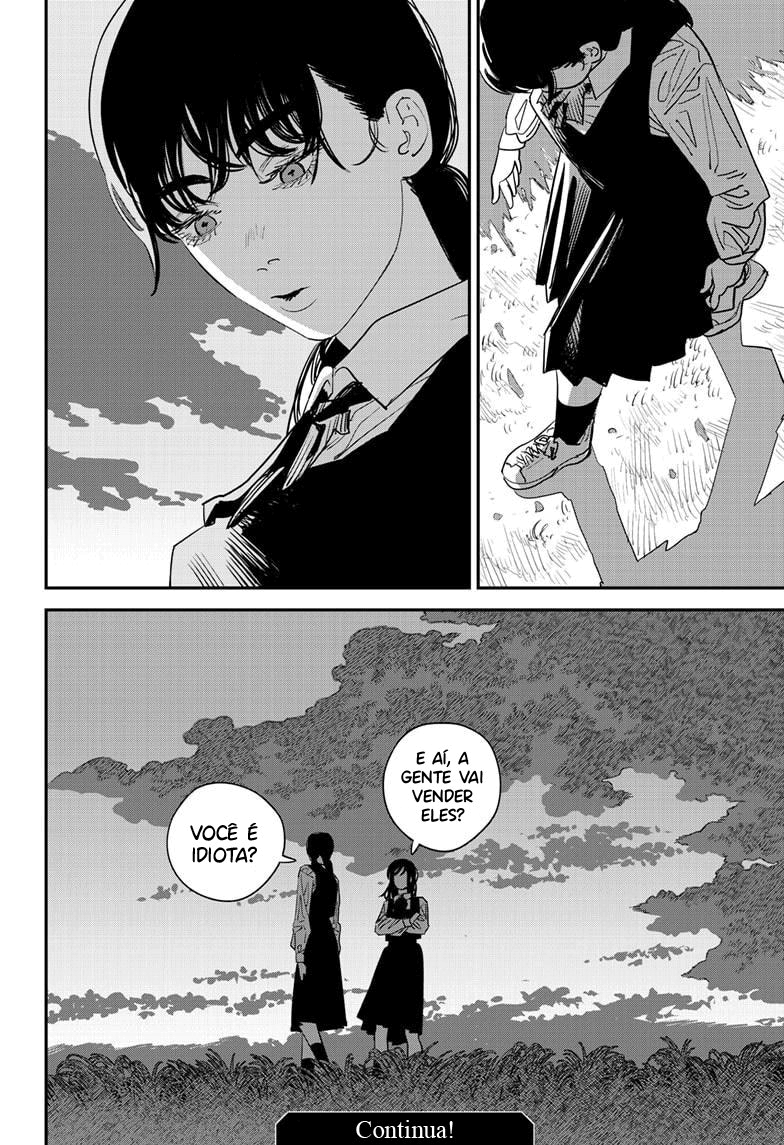 E AÍ, A
GENTE VAI
VENDER
ELES?
VOCÊ É
IDIOTA?
Continua!